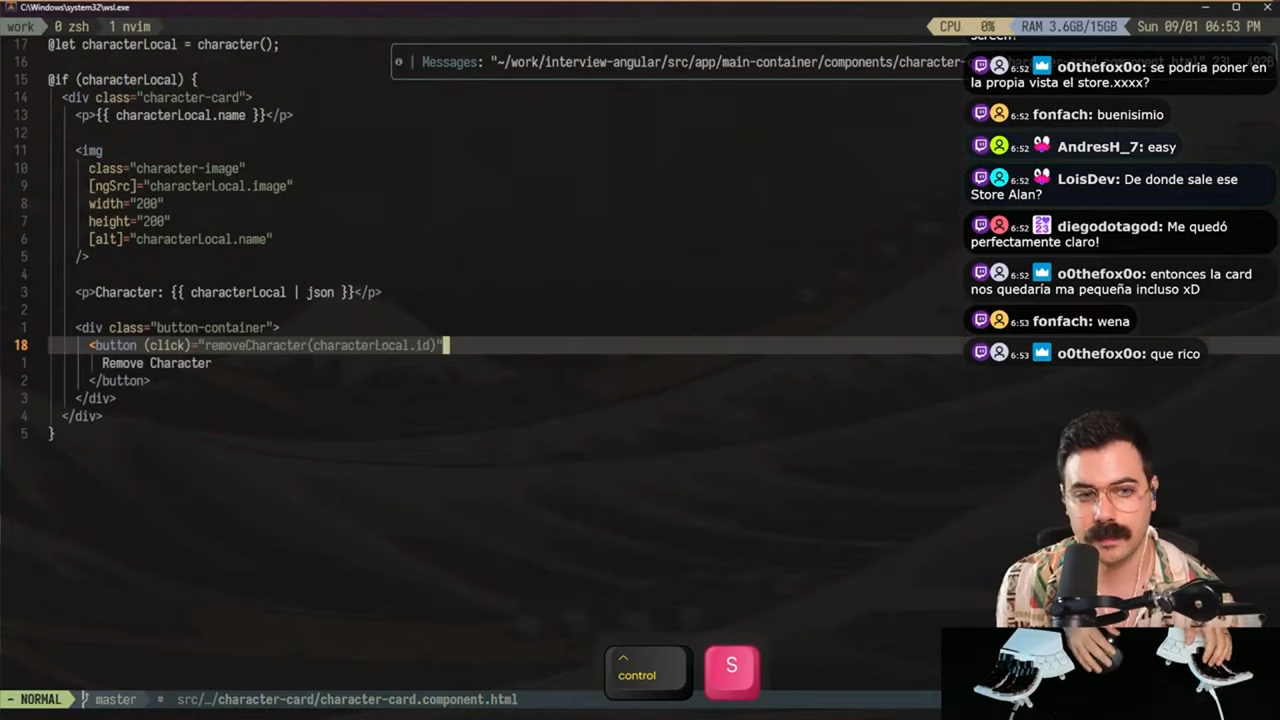 C:\Windows\system32\wsl.exe
work 0 zsh 1 nvim
CPU 0% RAM 3.6GB/15GB Sun 09/01 06:53 PM
17 @let characterLocal = character();
16
Messages: "~/work/interview-angular/src/app/main-container/components/character-
15 @if (characterLocal) {
14 <div class="character-card">
13 <p>{{ characterLocal.name }}</p>
12
11 <img
10 class="character-image"
9 [ngSrc]="characterLocal.image"
8 width="200"
7 height="200"
6 [alt]="characterLocal.name"
5 />
4
3 <p>Character: {{ characterLocal | json }}</p>
2
1 <div class="button-container">
18 <button (click)="removeCharacter(characterLocal.id)"
1 Remove Character
2 </button>
3 </div>
4 </div>
5 }
6:52 o0thefox0o: se podria poner en
la propia vista el store.xxxx?
6:52 fonfach: buenisimio
6:52 AndresH_7: easy
6:52 LoisDev: De donde sale ese
Store Alan?
6:52 diegodotagod: Me quedó
perfectamente claro!
6:52 o0thefox0o: entonces la card
nos quedaría ma pequeña incluso xD
6:53 fonfach: wena
6:53 o0thefox0o: que rico
^
control
S
- NORMAL master src/../character-card/character-card.component.html